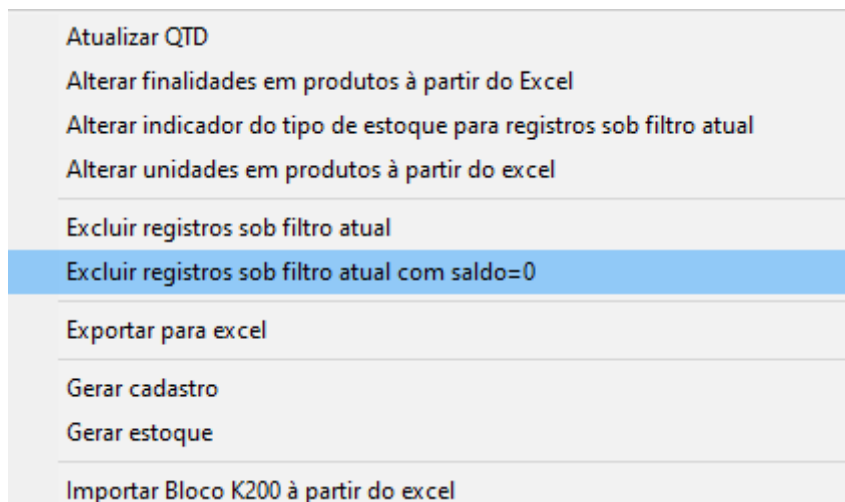 Atualizar QTD
Alterar finalidades em produtos à partir do Excel
Alterar indicador do tipo de estoque para registros sob filtro atual
Alterar unidades em produtos à partir do excel
Excluir registros sob filtro atual
Excluir registros sob filtro atual com saldo=0
Exportar para excel
Gerar cadastro
Gerar estoque
Importar Bloco K200 à partir do excel